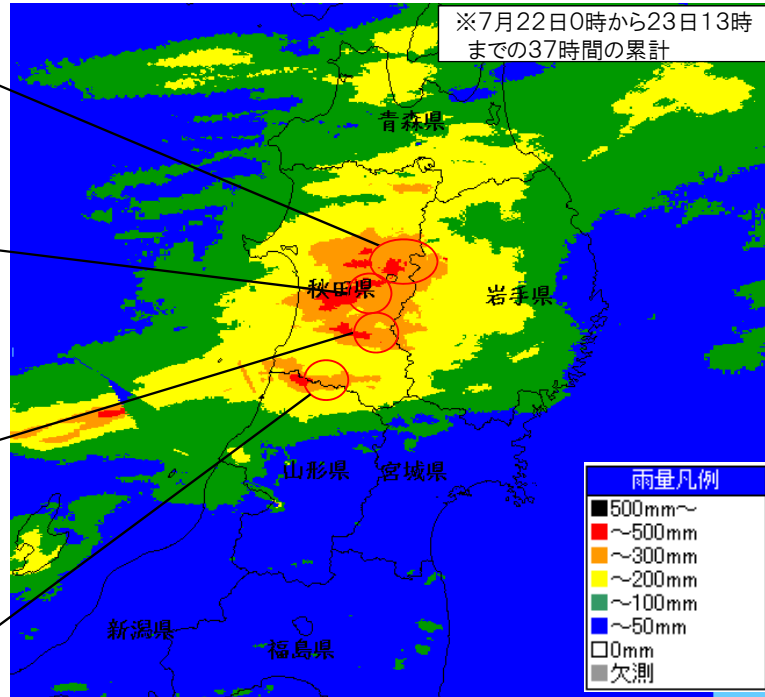 ※7月22日0時から23日13時
までの37時間の累計
青森県
秋田県
岩手県
山形県
宮城県
新潟県
福島県
雨量凡例
■500mm～
■～500mm
■～300mm
■～200mm
■～100mm
■～50mm
□0mm
■欠測